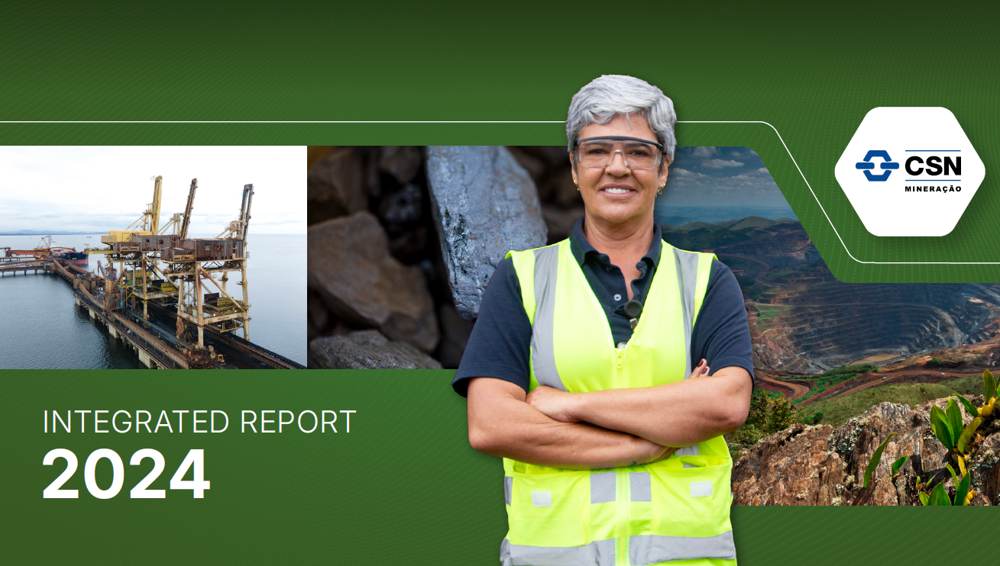 CSN
MINERAÇÃO
INTEGRATED REPORT
2024